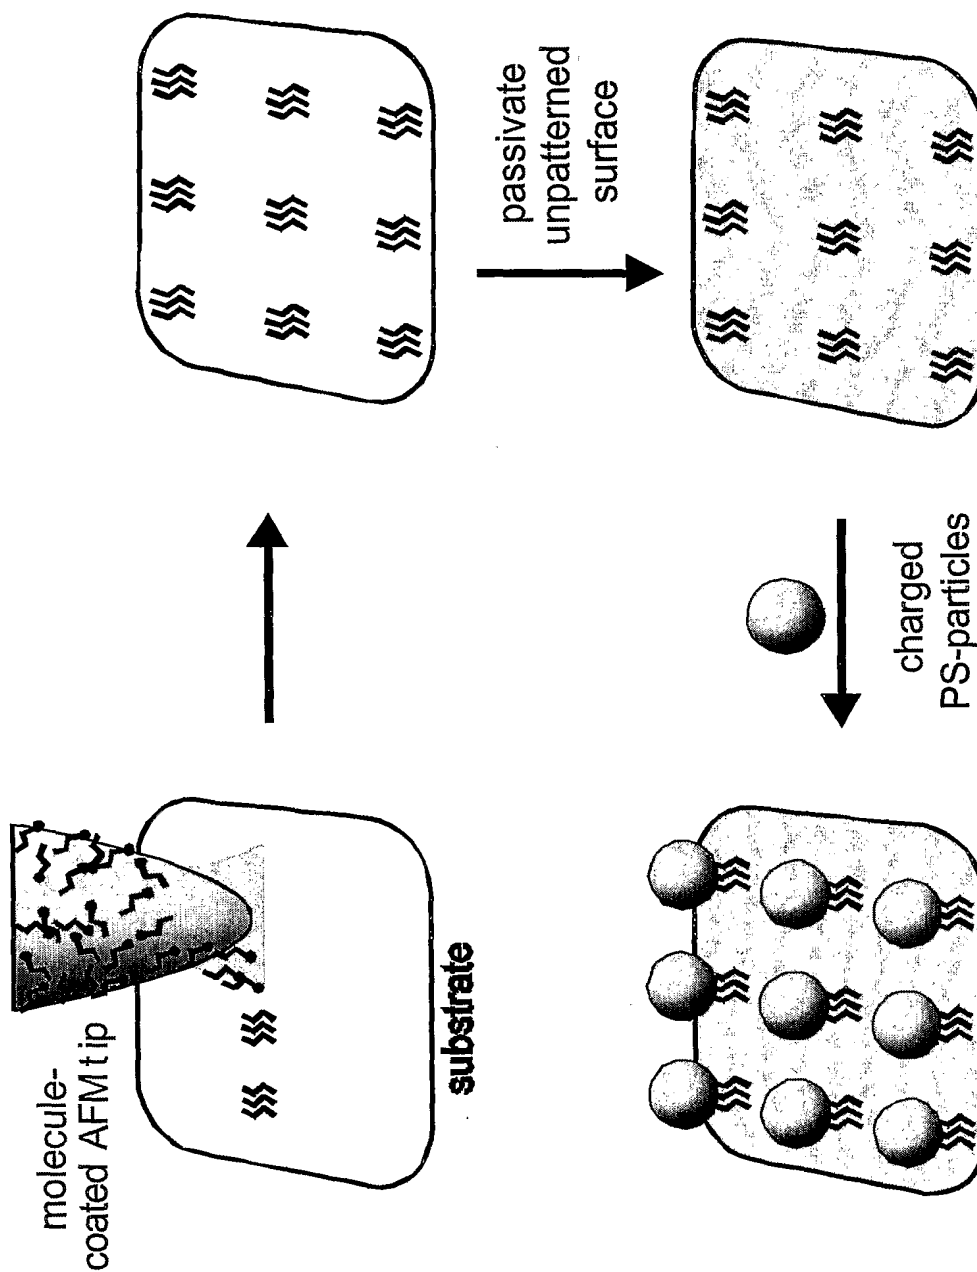 molecule-
coated AFM tip
substrate
passivate
unpatterned
surface
charged
PS-particles